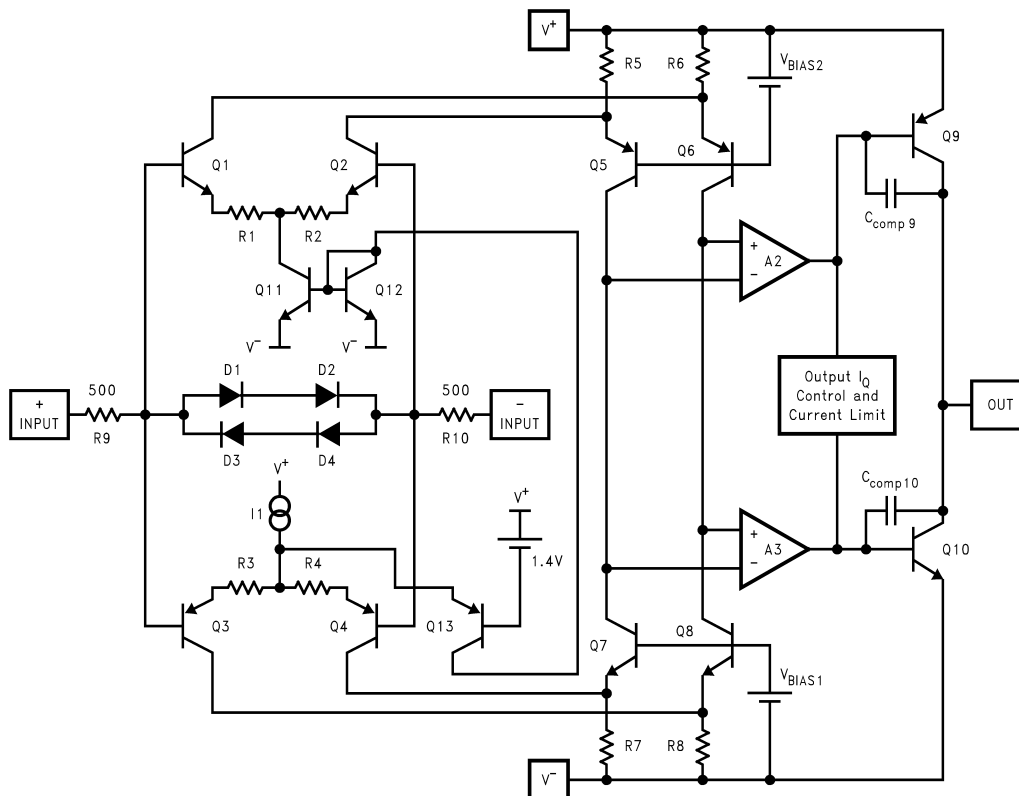 V+
R5
R6
VBIAS2
Q1
Q2
Q5
Q6
Q9
Ccomp9
R1
R2
+
A2
−
Q11
Q12
V−
V−
D1
D2
500
500
+
INPUT
−
INPUT
R9
R10
D3
D4
Output IQ
Control and
Current Limit
OUT
V+
I1
V+
1.4V
Ccomp10
+
A3
−
Q10
R3
R4
Q3
Q4
Q13
Q7
Q8
VBIAS1
R7
R8
V−